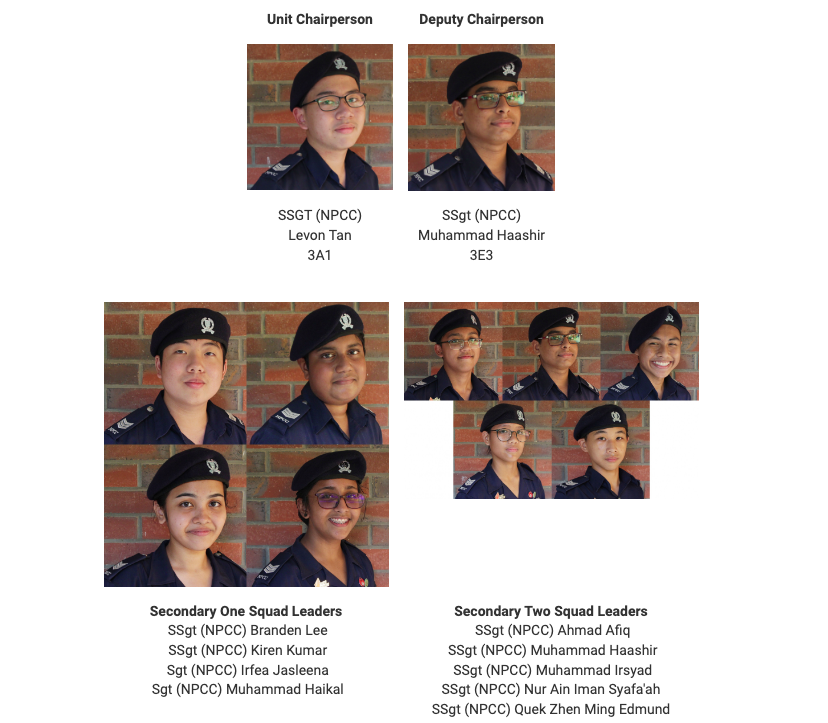 Unit Chairperson
Deputy Chairperson
SSGT (NPCC)
Levon Tan
3A1
SSgt (NPCC)
Muhammad Haashir
3E3
Secondary One Squad Leaders
SSgt (NPCC) Branden Lee
SSgt (NPCC) Kiren Kumar
Sgt (NPCC) Irfea Jasleena
Sgt (NPCC) Muhammad Haikal
Secondary Two Squad Leaders
SSgt (NPCC) Ahmad Afiq
SSgt (NPCC) Muhammad Haashir
SSgt (NPCC) Muhammad Irsyad
SSgt (NPCC) Nur Ain Iman Syafa'ah
SSgt (NPCC) Quek Zhen Ming Edmund